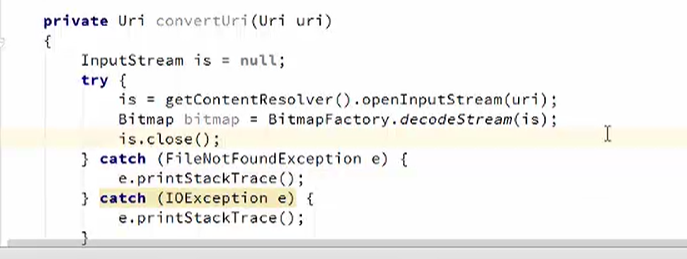 private Uri convertUri(Uri uri)
{
    InputStream is = null;
    try {
        is = getContentResolver().openInputStream(uri);
        Bitmap bitmap = BitmapFactory.decodeStream(is);
        is.close();
    } catch (FileNotFoundException e) {
        e.printStackTrace();
    } catch (IOException e) {
        e.printStackTrace();
    }